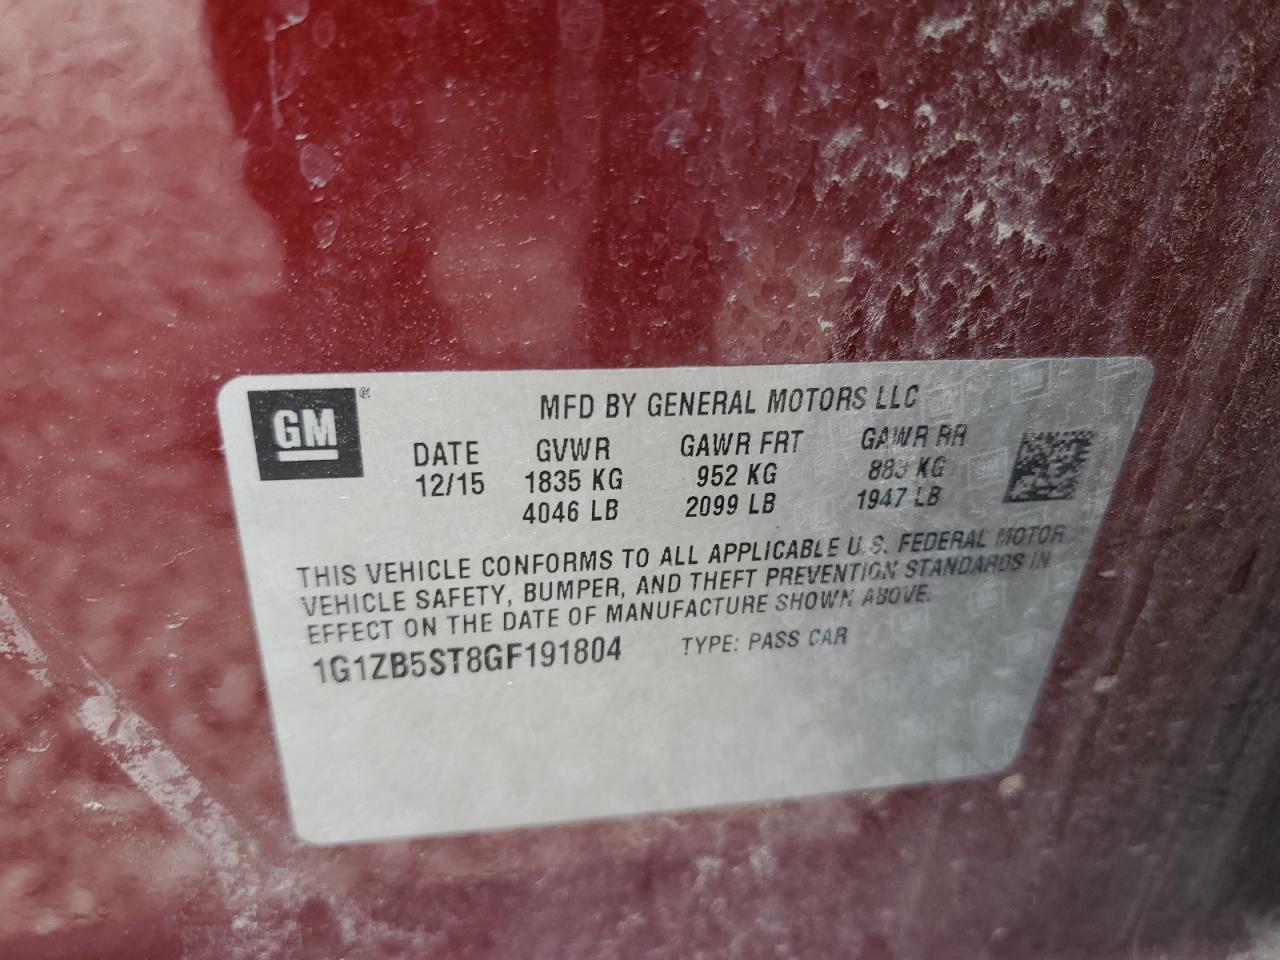 GM ®
MFD BY GENERAL MOTORS LLC
DATE GVWR GAWR FRT GAWR RR
12/15 1835 KG 952 KG 883 KG
4046 LB 2099 LB 1947 LB
THIS VEHICLE CONFORMS TO ALL APPLICABLE U.S. FEDERAL MOTOR
VEHICLE SAFETY, BUMPER, AND THEFT PREVENTION STANDARDS IN
EFFECT ON THE DATE OF MANUFACTURE SHOWN ABOVE.
1G1ZB5ST8GF191804 TYPE: PASS CAR